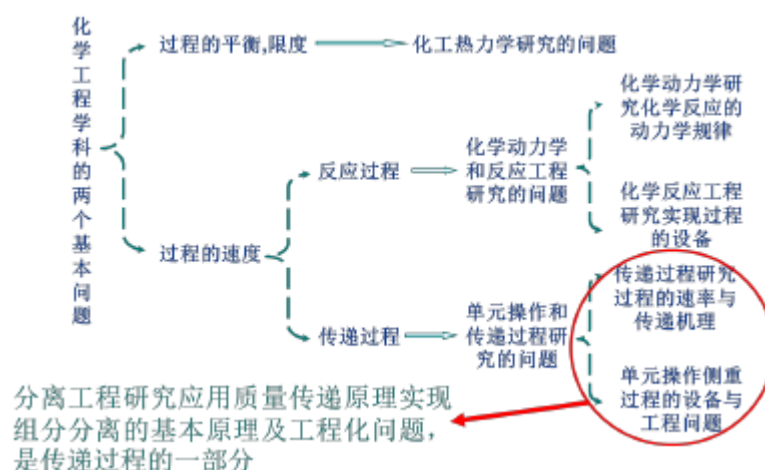 化学工程学科的两个基本问题
过程的平衡,限度
化工热力学研究的问题
过程的速度
反应过程
化学动力学
和反应工程
研究的问题
化学动力学研
究化学反应的
动力学规律
化学反应工程
研究实现过程
的设备
传递过程
单元操作和
传递过程研
究的问题
传递过程研究
过程的速率与
传递机理
单元操作侧重
过程的设备与
工程问题
分离工程研究应用质量传递原理实现
组分分离的基本原理及工程化问题，
是传递过程的一部分